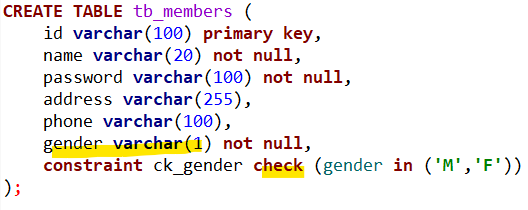 CREATE TABLE tb_members (
    id varchar(100) primary key,
    name varchar(20) not null,
    password varchar(100) not null,
    address varchar(255),
    phone varchar(100),
    gender varchar(1) not null,
    constraint ck_gender check (gender in ('M','F'))
);